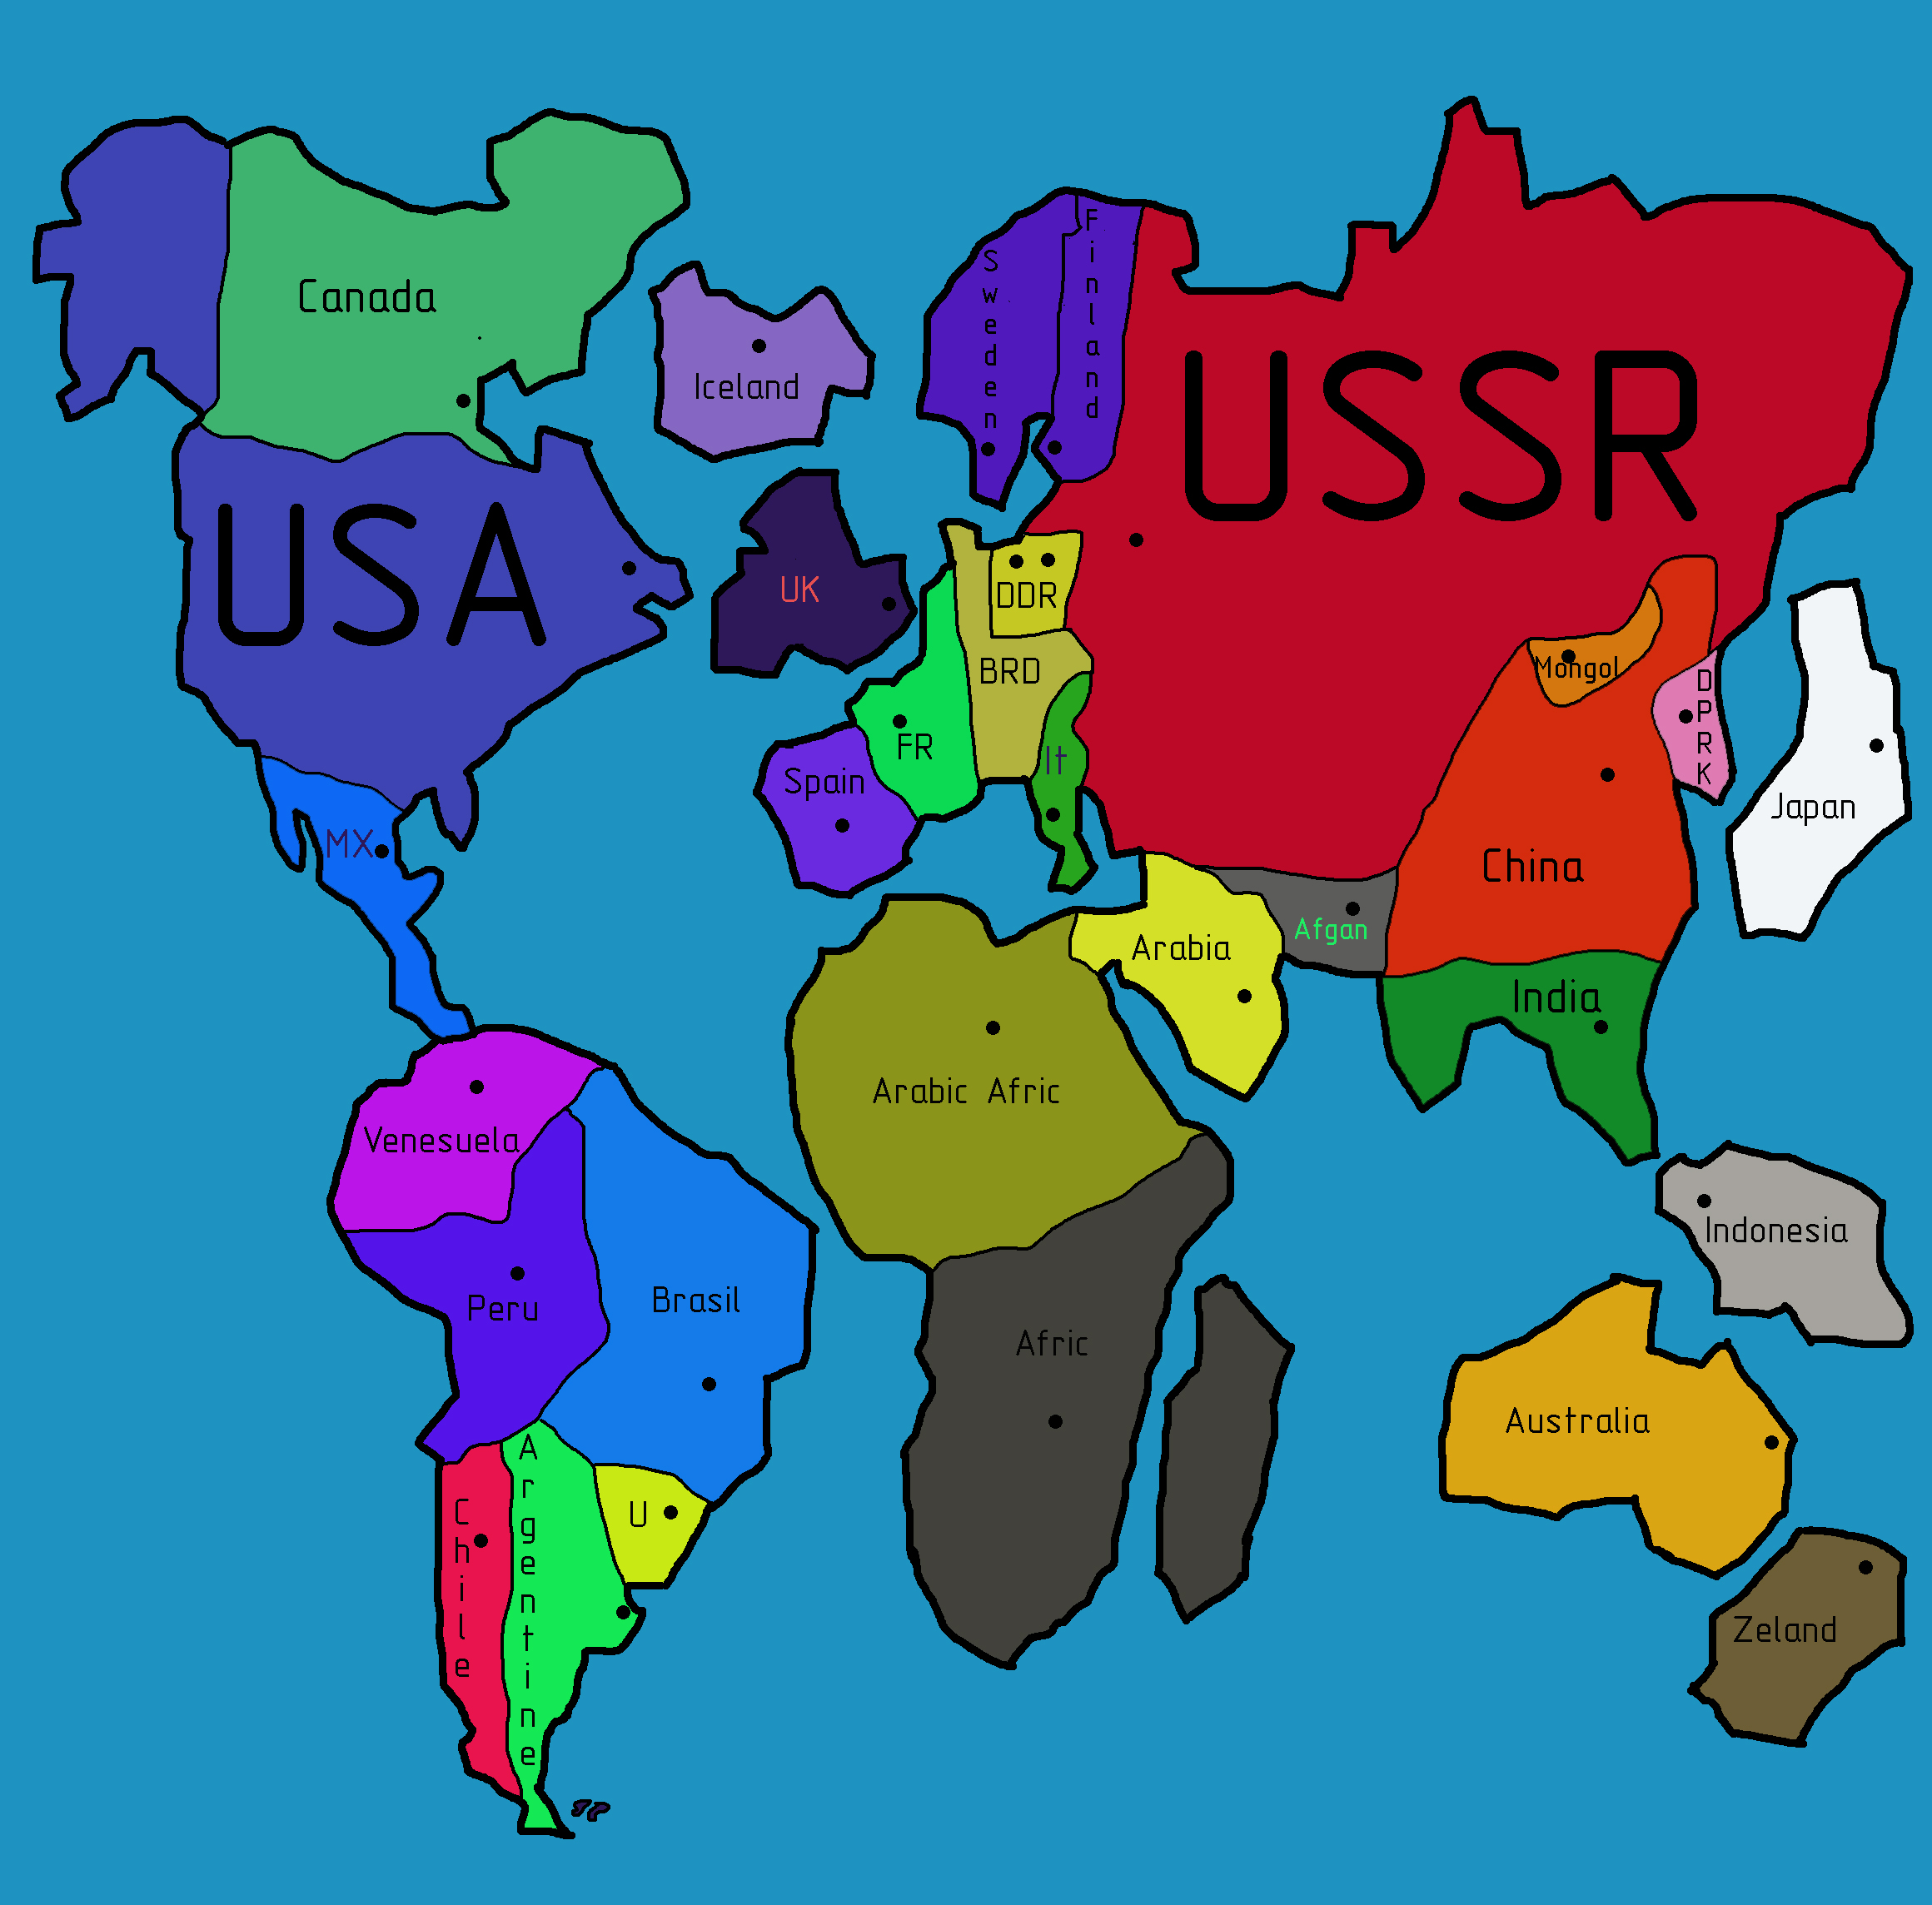 Canada
Sweden
Finland
USSR
Iceland
USA
UK
DDR
BRD
Mongol
DPRK
FR
It
Spain
Japan
MX
China
Afgan
Arabia
India
Arabic Afric
Venesuela
Indonesia
Peru
Brasil
Afric
Australia
Argentine
Chile
U
Zeland